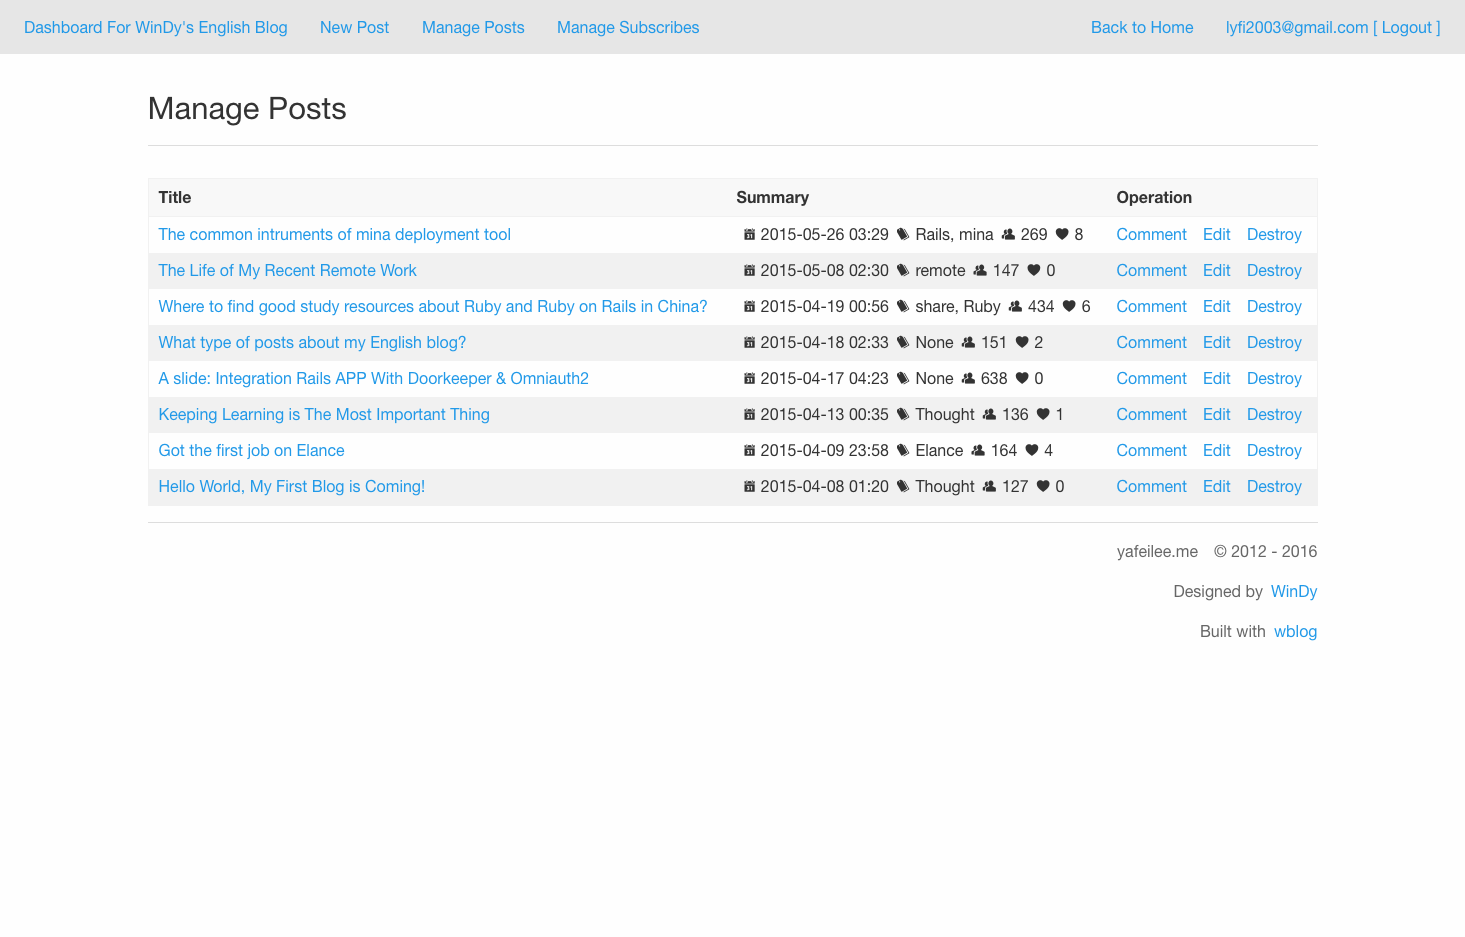 Dashboard For WinDy's English Blog New Post Manage Posts Manage Subscribes Back to Home lyfi2003@gmail.com [ Logout ]
Manage Posts
Title Summary Operation
The common intruments of mina deployment tool 2015-05-26 03:29 Rails, mina 269 8 Comment Edit Destroy
The Life of My Recent Remote Work 2015-05-08 02:30 remote 147 0 Comment Edit Destroy
Where to find good study resources about Ruby and Ruby on Rails in China? 2015-04-19 00:56 share, Ruby 434 6 Comment Edit Destroy
What type of posts about my English blog? 2015-04-18 02:33 None 151 2 Comment Edit Destroy
A slide: Integration Rails APP With Doorkeeper & Omniauth2 2015-04-17 04:23 None 638 0 Comment Edit Destroy
Keeping Learning is The Most Important Thing 2015-04-13 00:35 Thought 136 1 Comment Edit Destroy
Got the first job on Elance 2015-04-09 23:58 Elance 164 4 Comment Edit Destroy
Hello World, My First Blog is Coming! 2015-04-08 01:20 Thought 127 0 Comment Edit Destroy
yafeilee.me © 2012 - 2016
Designed by WinDy
Built with wblog